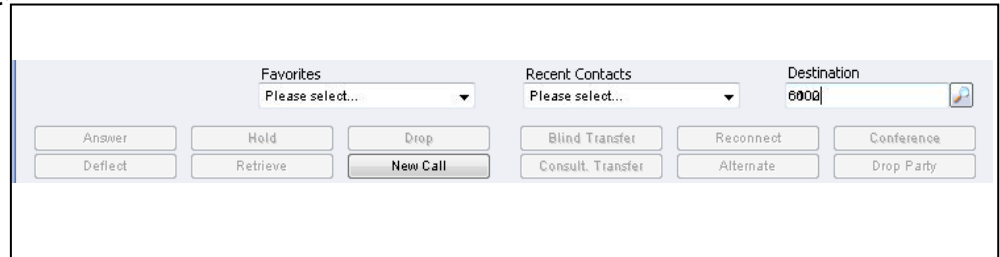 Favorites Recent Contacts Destination
Please select... Please select...
Answer Hold Drop Blind Transfer Reconnect Conference
Deflect Retrieve New Call Consult. Transfer Alternate Drop Party